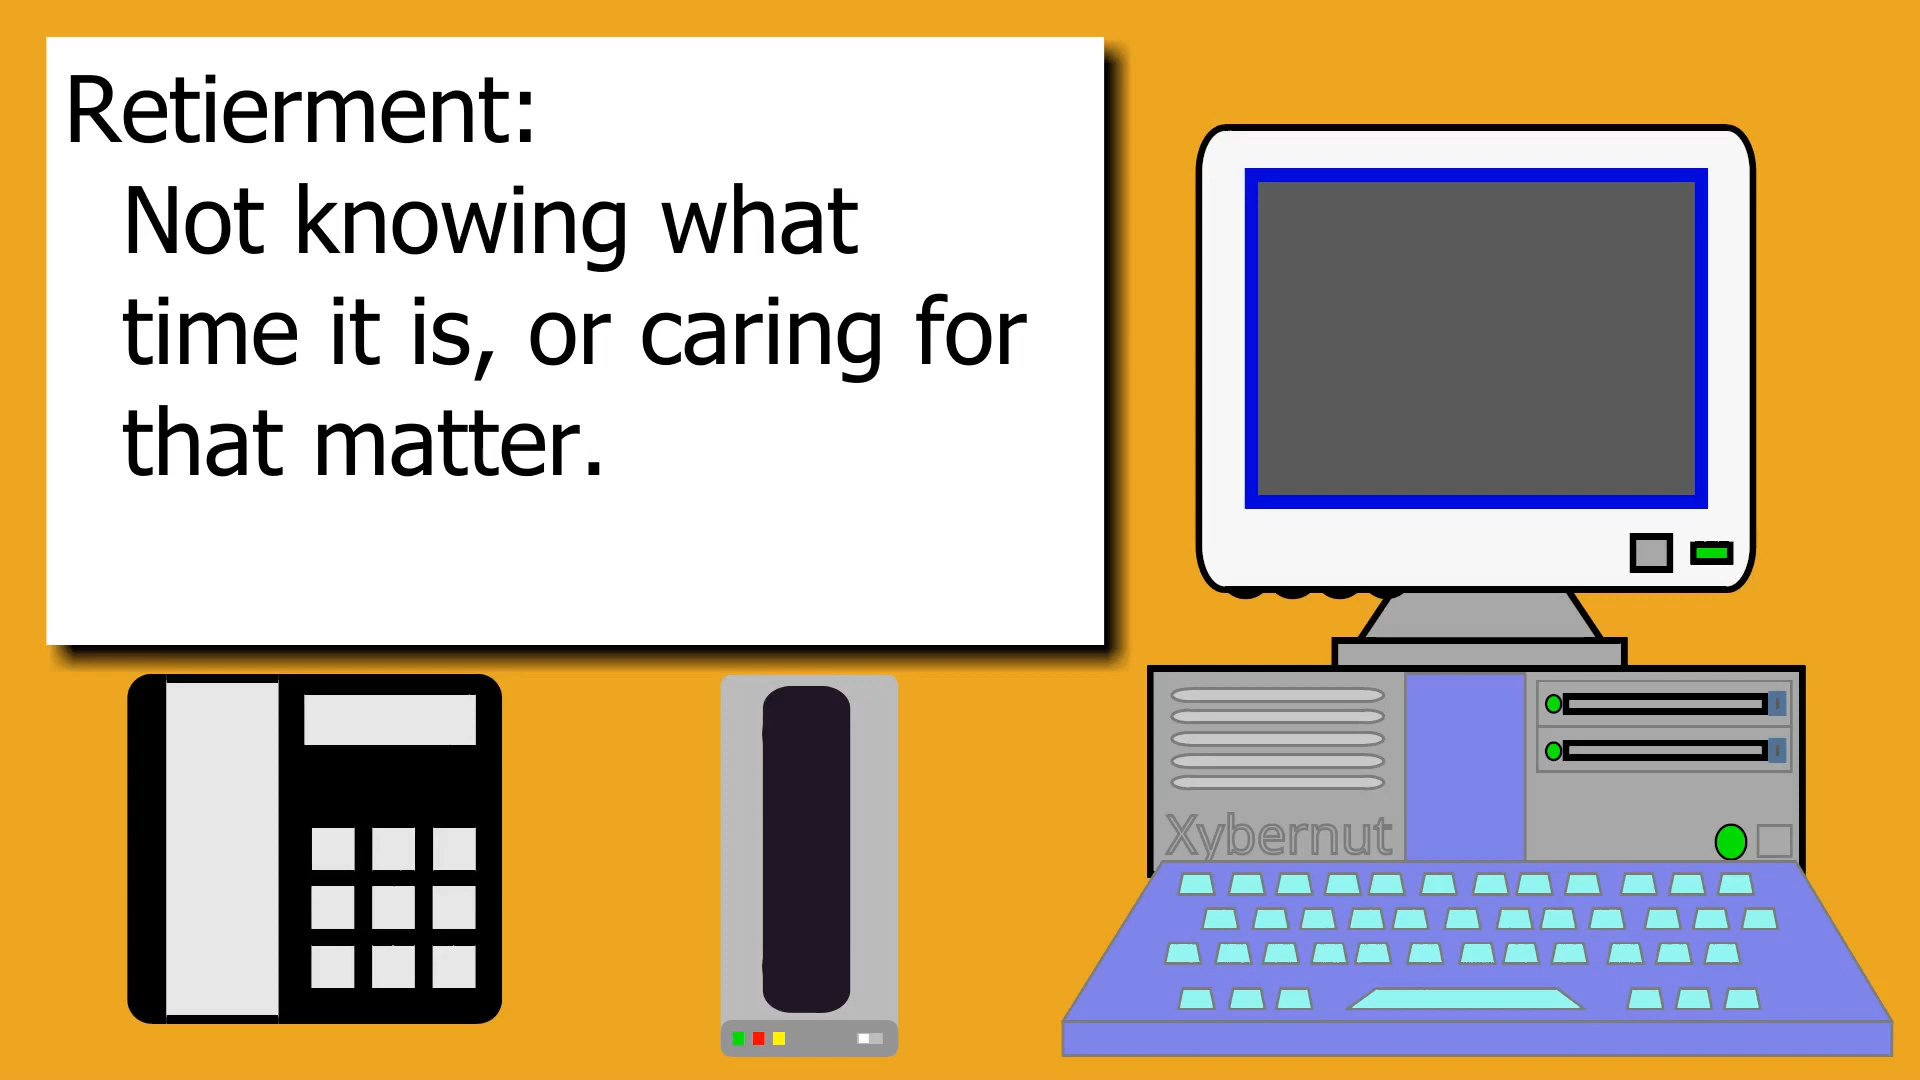 Retierment:
Not knowing what
time it is, or caring for
that matter.
Xybernut